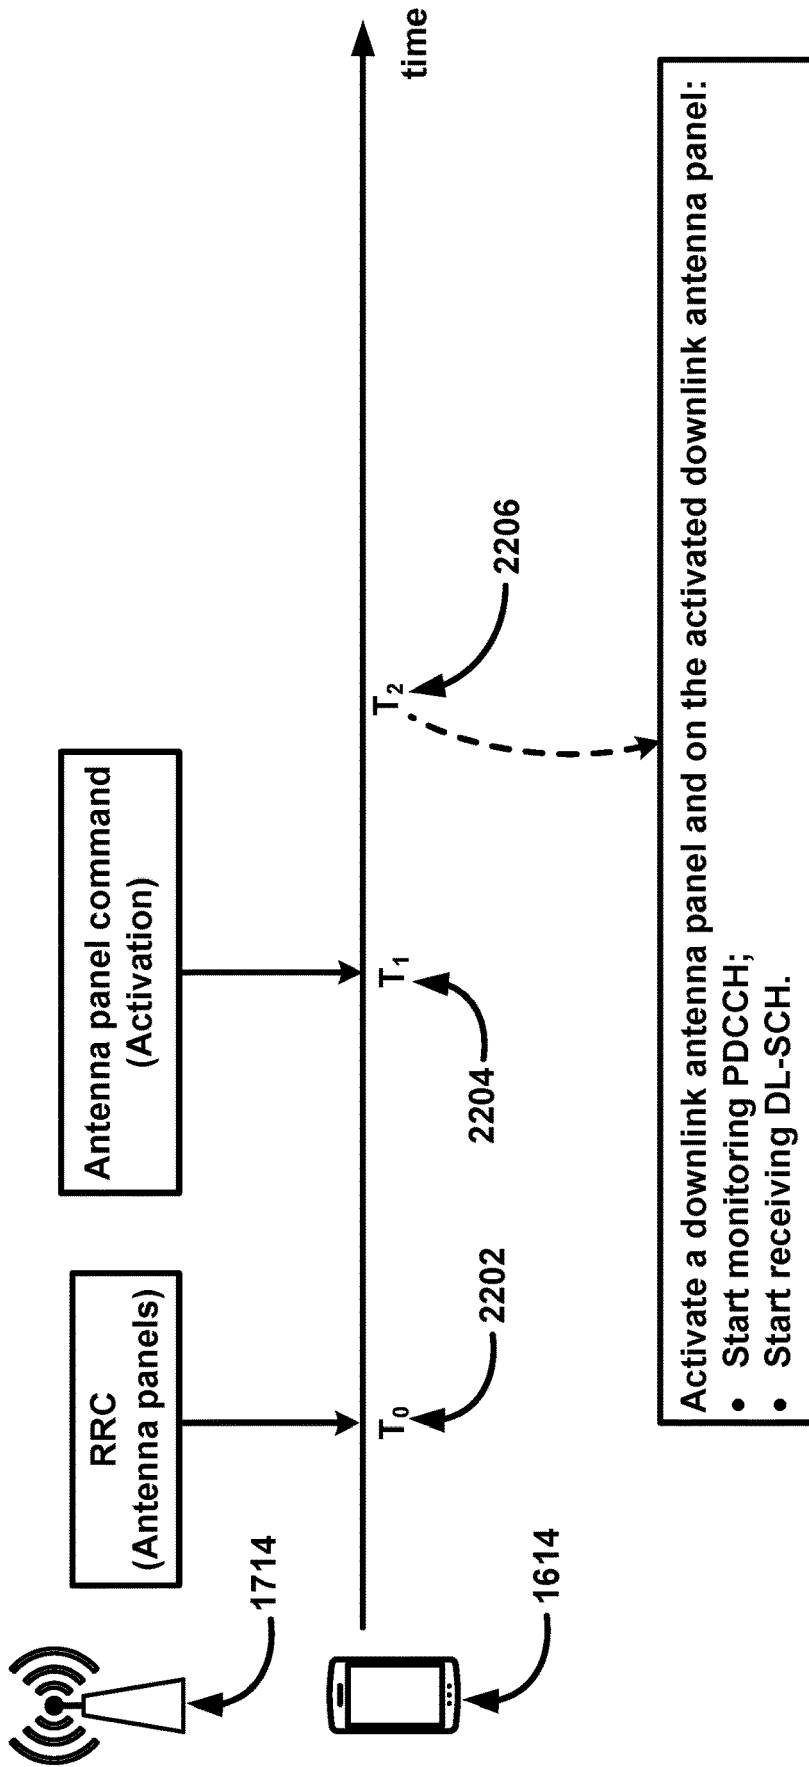 1714
RRC
(Antenna panels)
Antenna panel command
(Activation)
time
1614
T₀
2202
T₁
2204
T₂
2206
Activate a downlink antenna panel and on the activated downlink antenna panel:
• Start monitoring PDCCH;
• Start receiving DL-SCH.